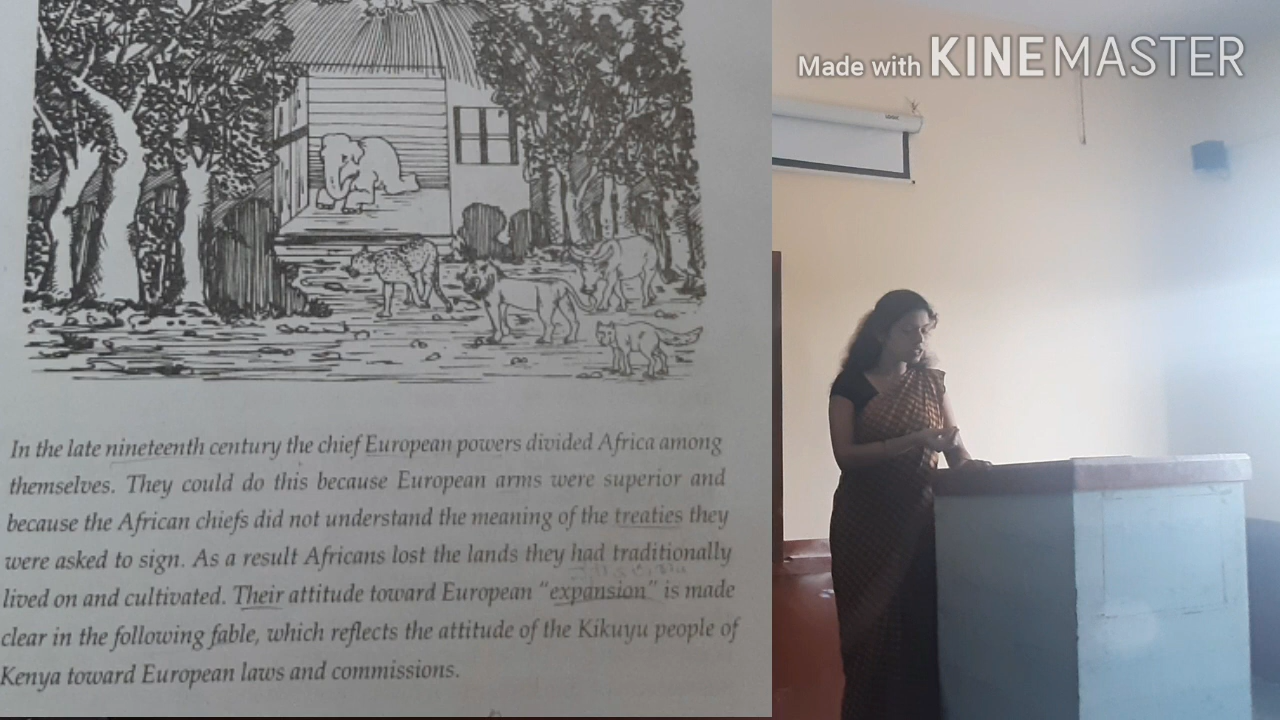 In the late nineteenth century the chief European powers divided Africa among
themselves. They could do this because European arms were superior and
because the African chiefs did not understand the meaning of the treaties they
were asked to sign. As a result Africans lost the lands they had traditionally
lived on and cultivated. Their attitude toward European "expansion" is made
clear in the following fable, which reflects the attitude of the Kikuyu people of
Kenya toward European laws and commissions.
Made with KINEMASTER